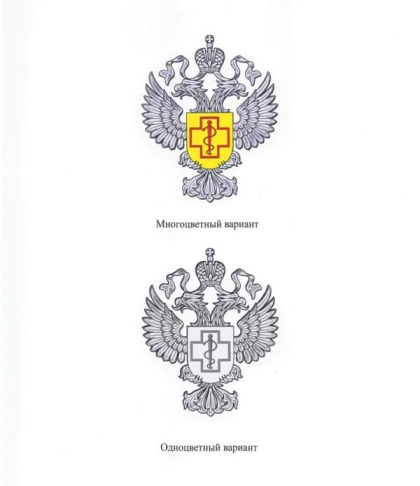 Многоцветный вариант
Одноцветный вариант